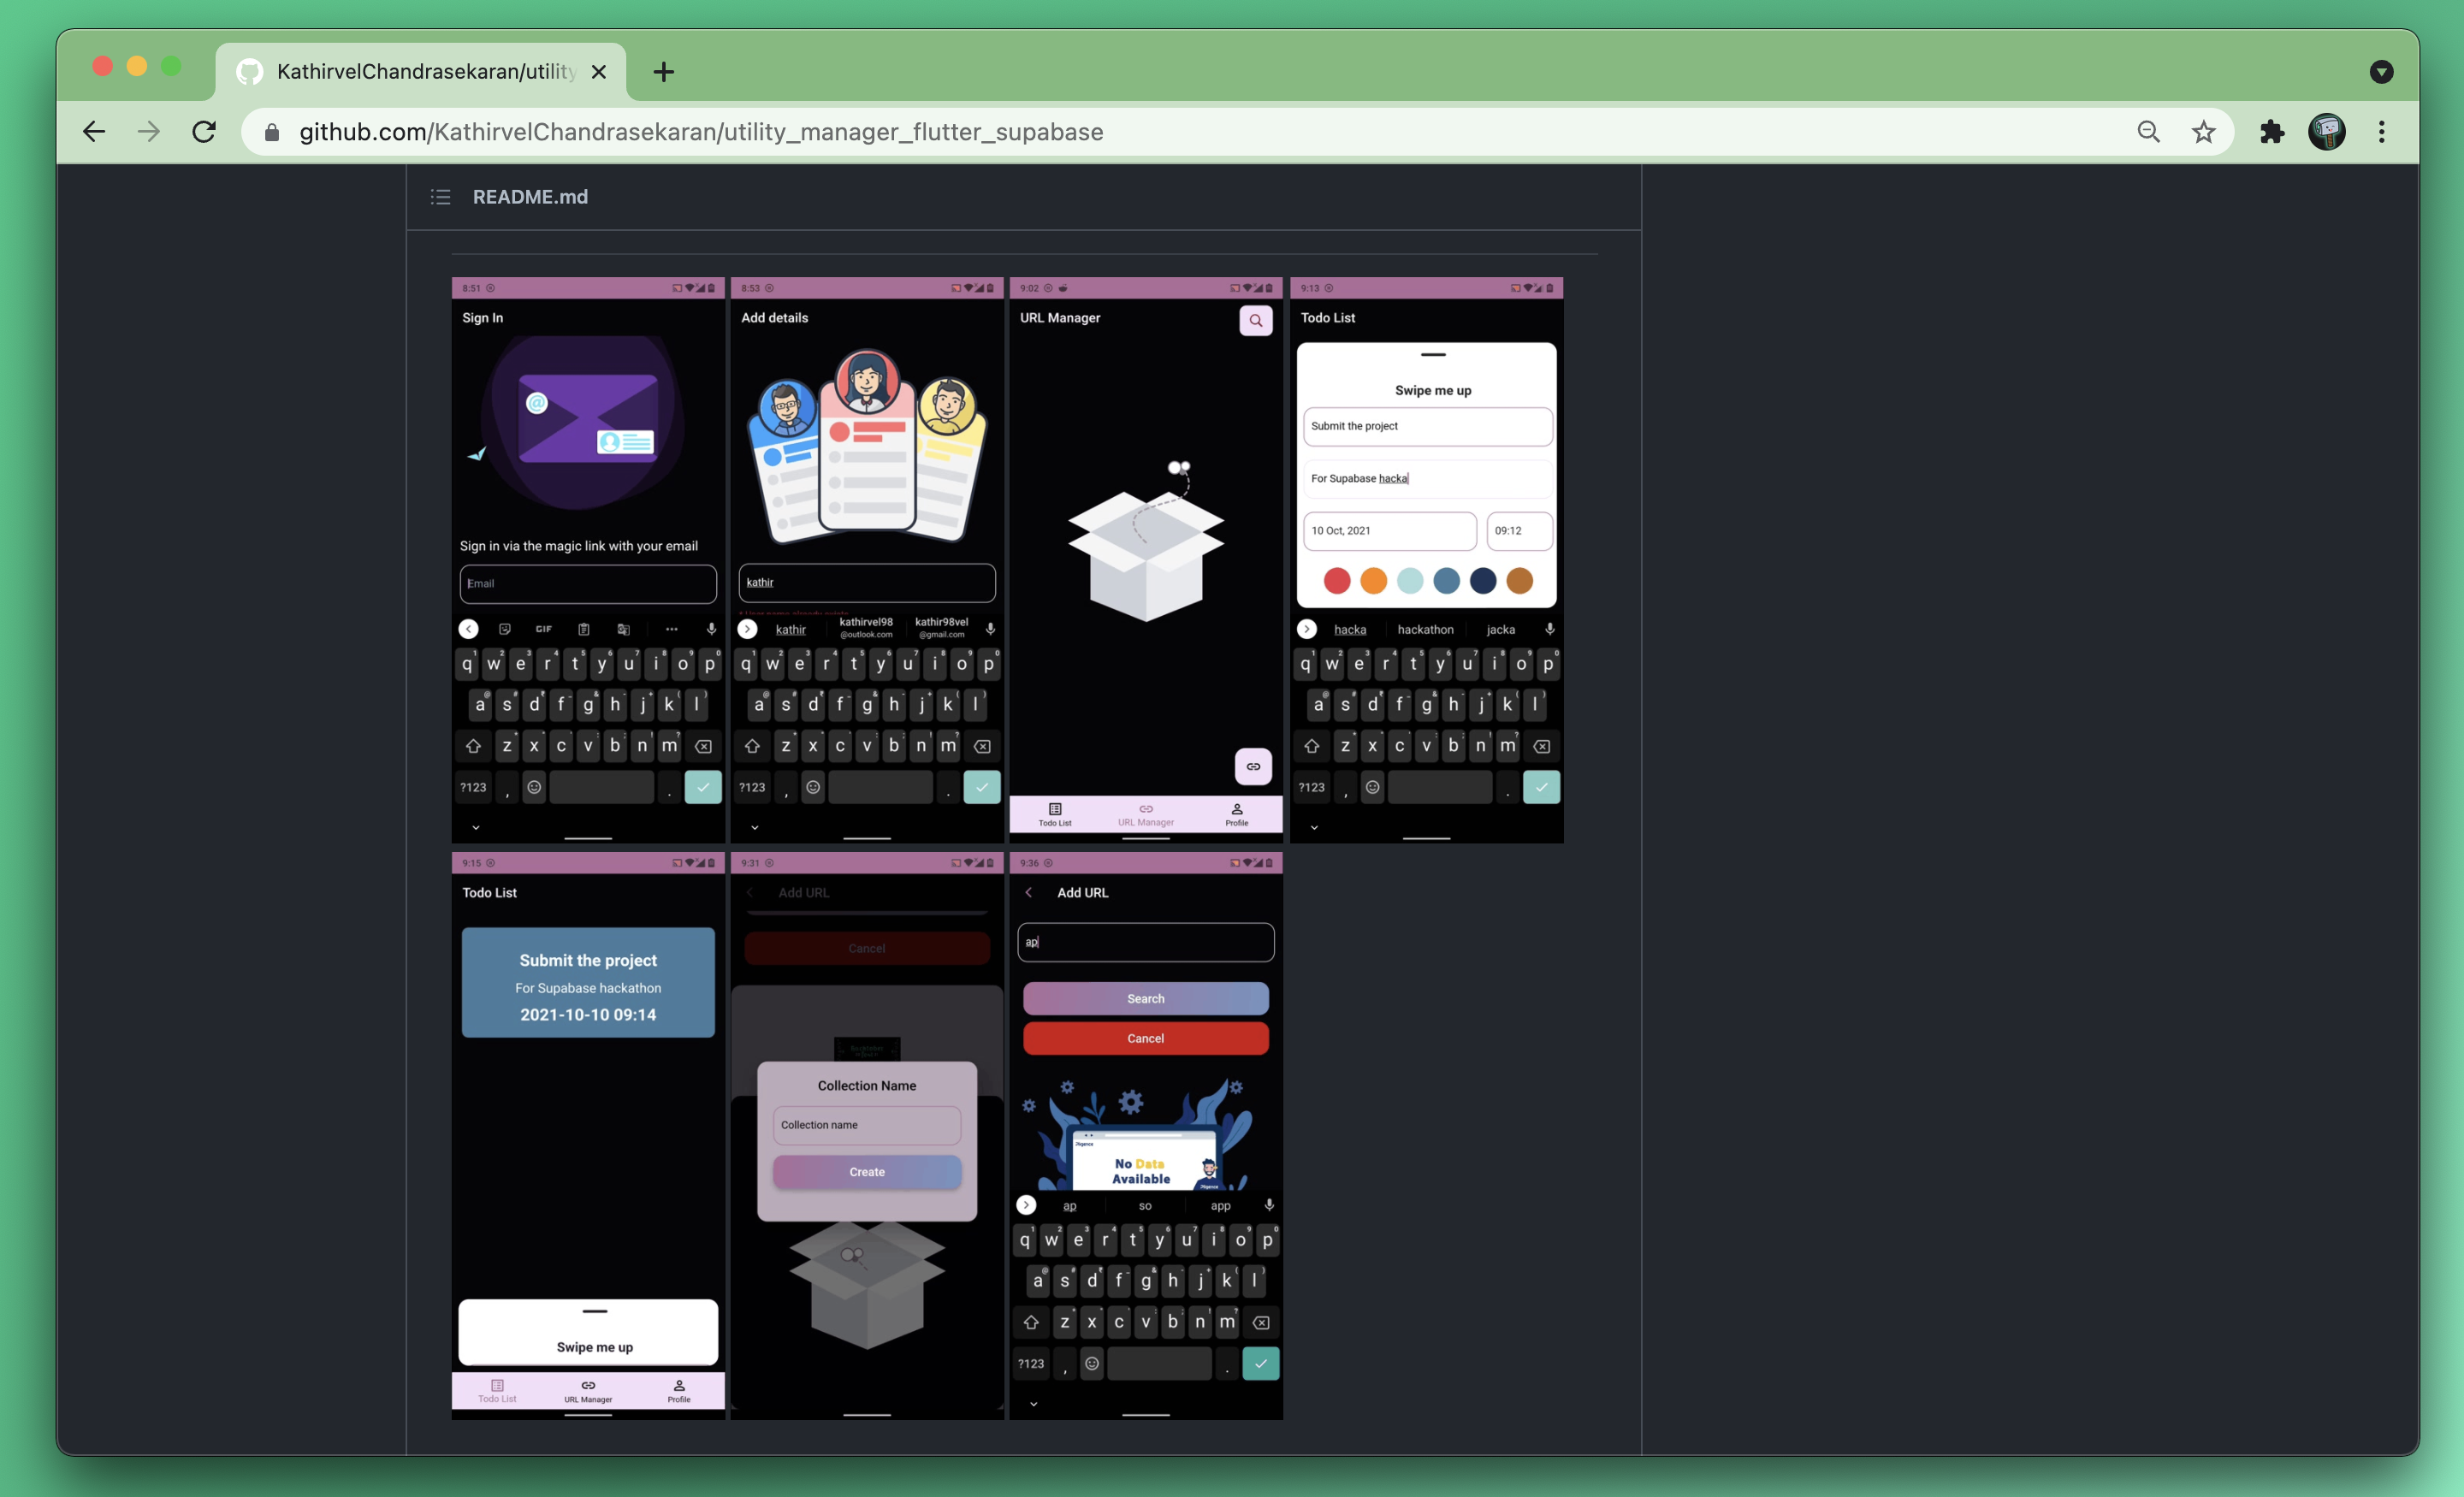 KathirvelChandrasekaran/utility
github.com/KathirvelChandrasekaran/utility_manager_flutter_supabase
README.md
8:51
Sign In
Sign in via the magic link with your email
Email
GIF
q w e r t y u i o p
a s d f g h j k l
z x c v b n m
?123 , .
8:53
Add details
kathir
* User name already exists
kathir
kathirvel98
@outlook.com
kathir98vel
@gmail.com
q w e r t y u i o p
a s d f g h j k l
z x c v b n m
?123 , .
9:02
URL Manager
Todo List
URL Manager
Profile
9:13
Todo List
Swipe me up
Submit the project
For Supabase hacka
10 Oct, 2021
09:12
hacka hackathon jacka
q w e r t y u i o p
a s d f g h j k l
z x c v b n m
?123 , .
9:15
Todo List
Submit the project
For Supabase hackathon
2021-10-10 09:14
Swipe me up
Todo List
URL Manager
Profile
9:31
Add URL
Cancel
Collection Name
Collection name
Create
9:36
Add URL
ap
Search
Cancel
No Data
Available
ap so app
q w e r t y u i o p
a s d f g h j k l
z x c v b n m
?123 , .